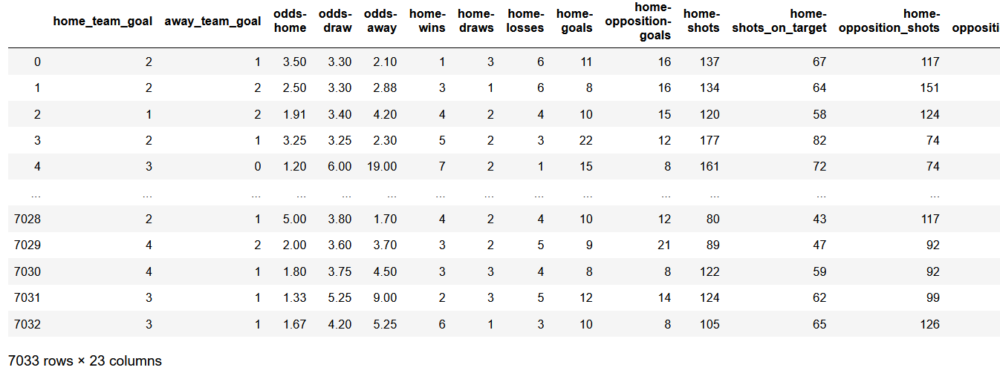 home_team_goal away_team_goal odds-home odds-draw odds-away home-wins home-draws home-losses home-goals home-opposition-goals home-shots home-shots_on_target home-opposition_shots oppositi
0 2 1 3.50 3.30 2.10 1 3 6 11 16 137 67 117
1 2 2 2.50 3.30 2.88 3 1 6 8 16 134 64 151
2 1 2 1.91 3.40 4.20 4 2 4 10 15 120 58 124
3 2 1 3.25 3.25 2.30 5 2 3 22 12 177 82 74
4 3 0 1.20 6.00 19.00 7 2 1 15 8 161 72 74
... ... ... ... ... ... ... ... ... ... ... ... ... ...
7028 2 1 5.00 3.80 1.70 4 2 4 10 12 80 43 117
7029 4 2 2.00 3.60 3.70 3 2 5 9 21 89 47 92
7030 4 1 1.80 3.75 4.50 3 3 4 8 8 122 59 92
7031 3 1 1.33 5.25 9.00 2 3 5 12 14 124 62 99
7032 3 1 1.67 4.20 5.25 6 1 3 10 8 105 65 126
7033 rows × 23 columns